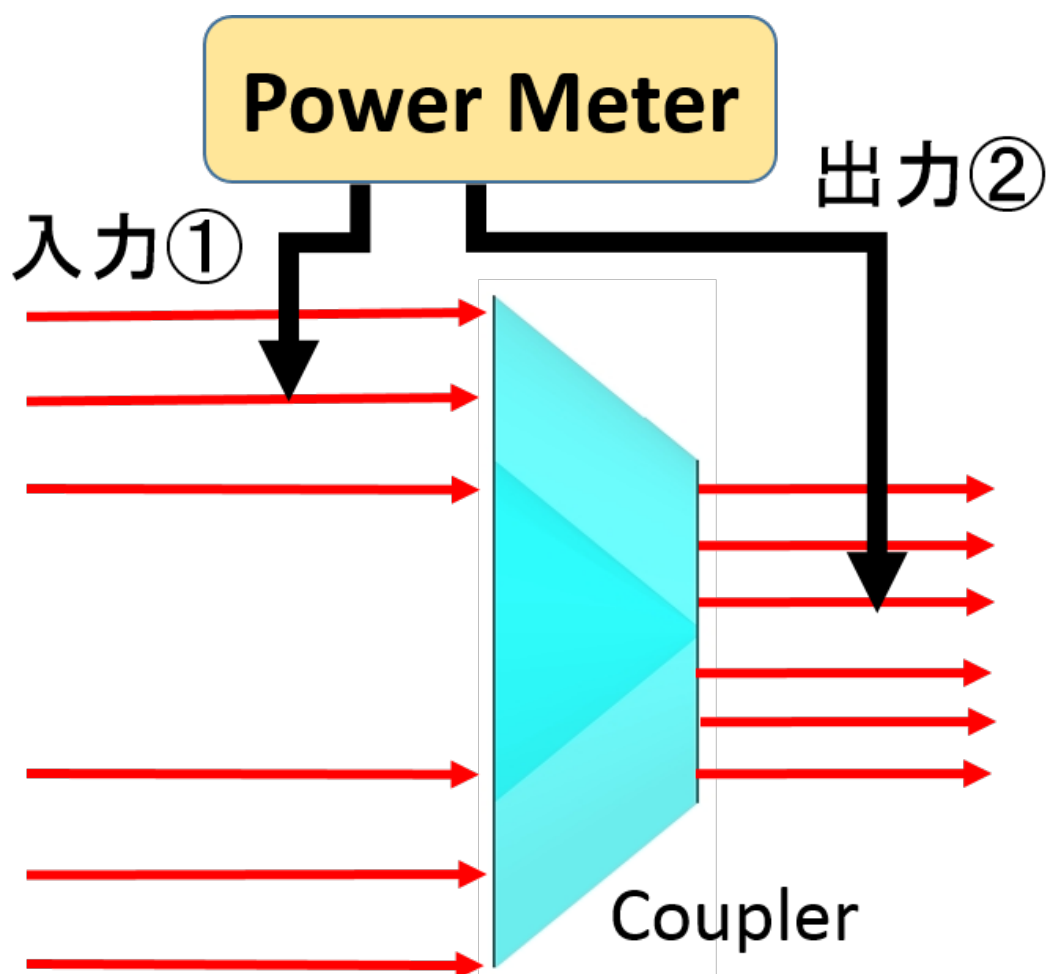 Power Meter
出力②
入力①
Coupler